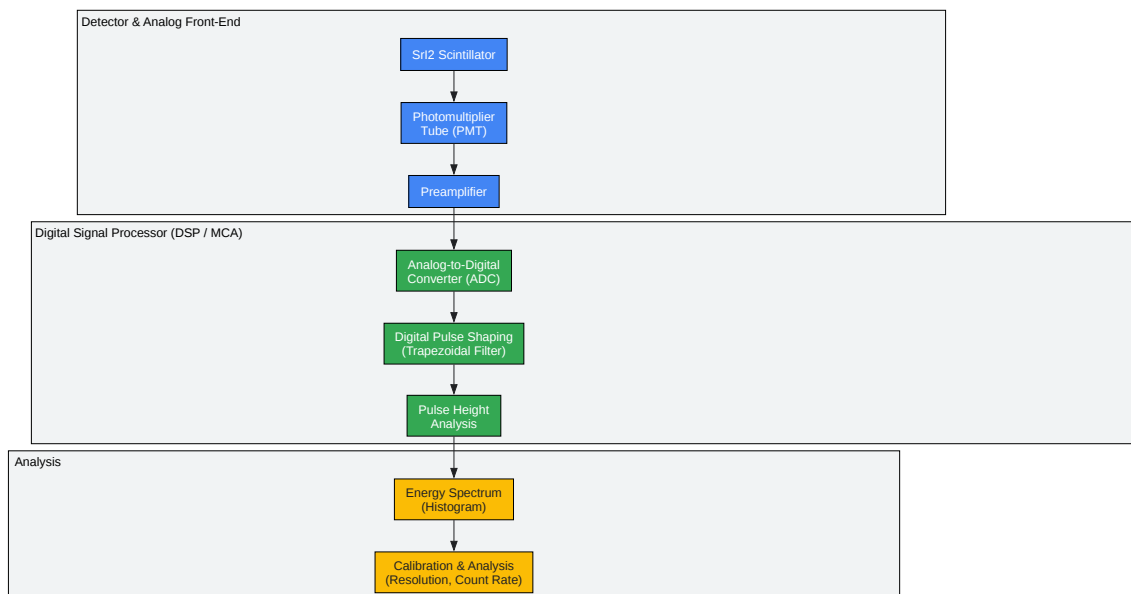 Detector & Analog Front-End
SrI2 Scintillator
Photomultiplier
Tube (PMT)
Preamplifier
Digital Signal Processor (DSP / MCA)
Analog-to-Digital
Converter (ADC)
Digital Pulse Shaping
(Trapezoidal Filter)
Pulse Height
Analysis
Analysis
Energy Spectrum
(Histogram)
Calibration & Analysis
(Resolution, Count Rate)